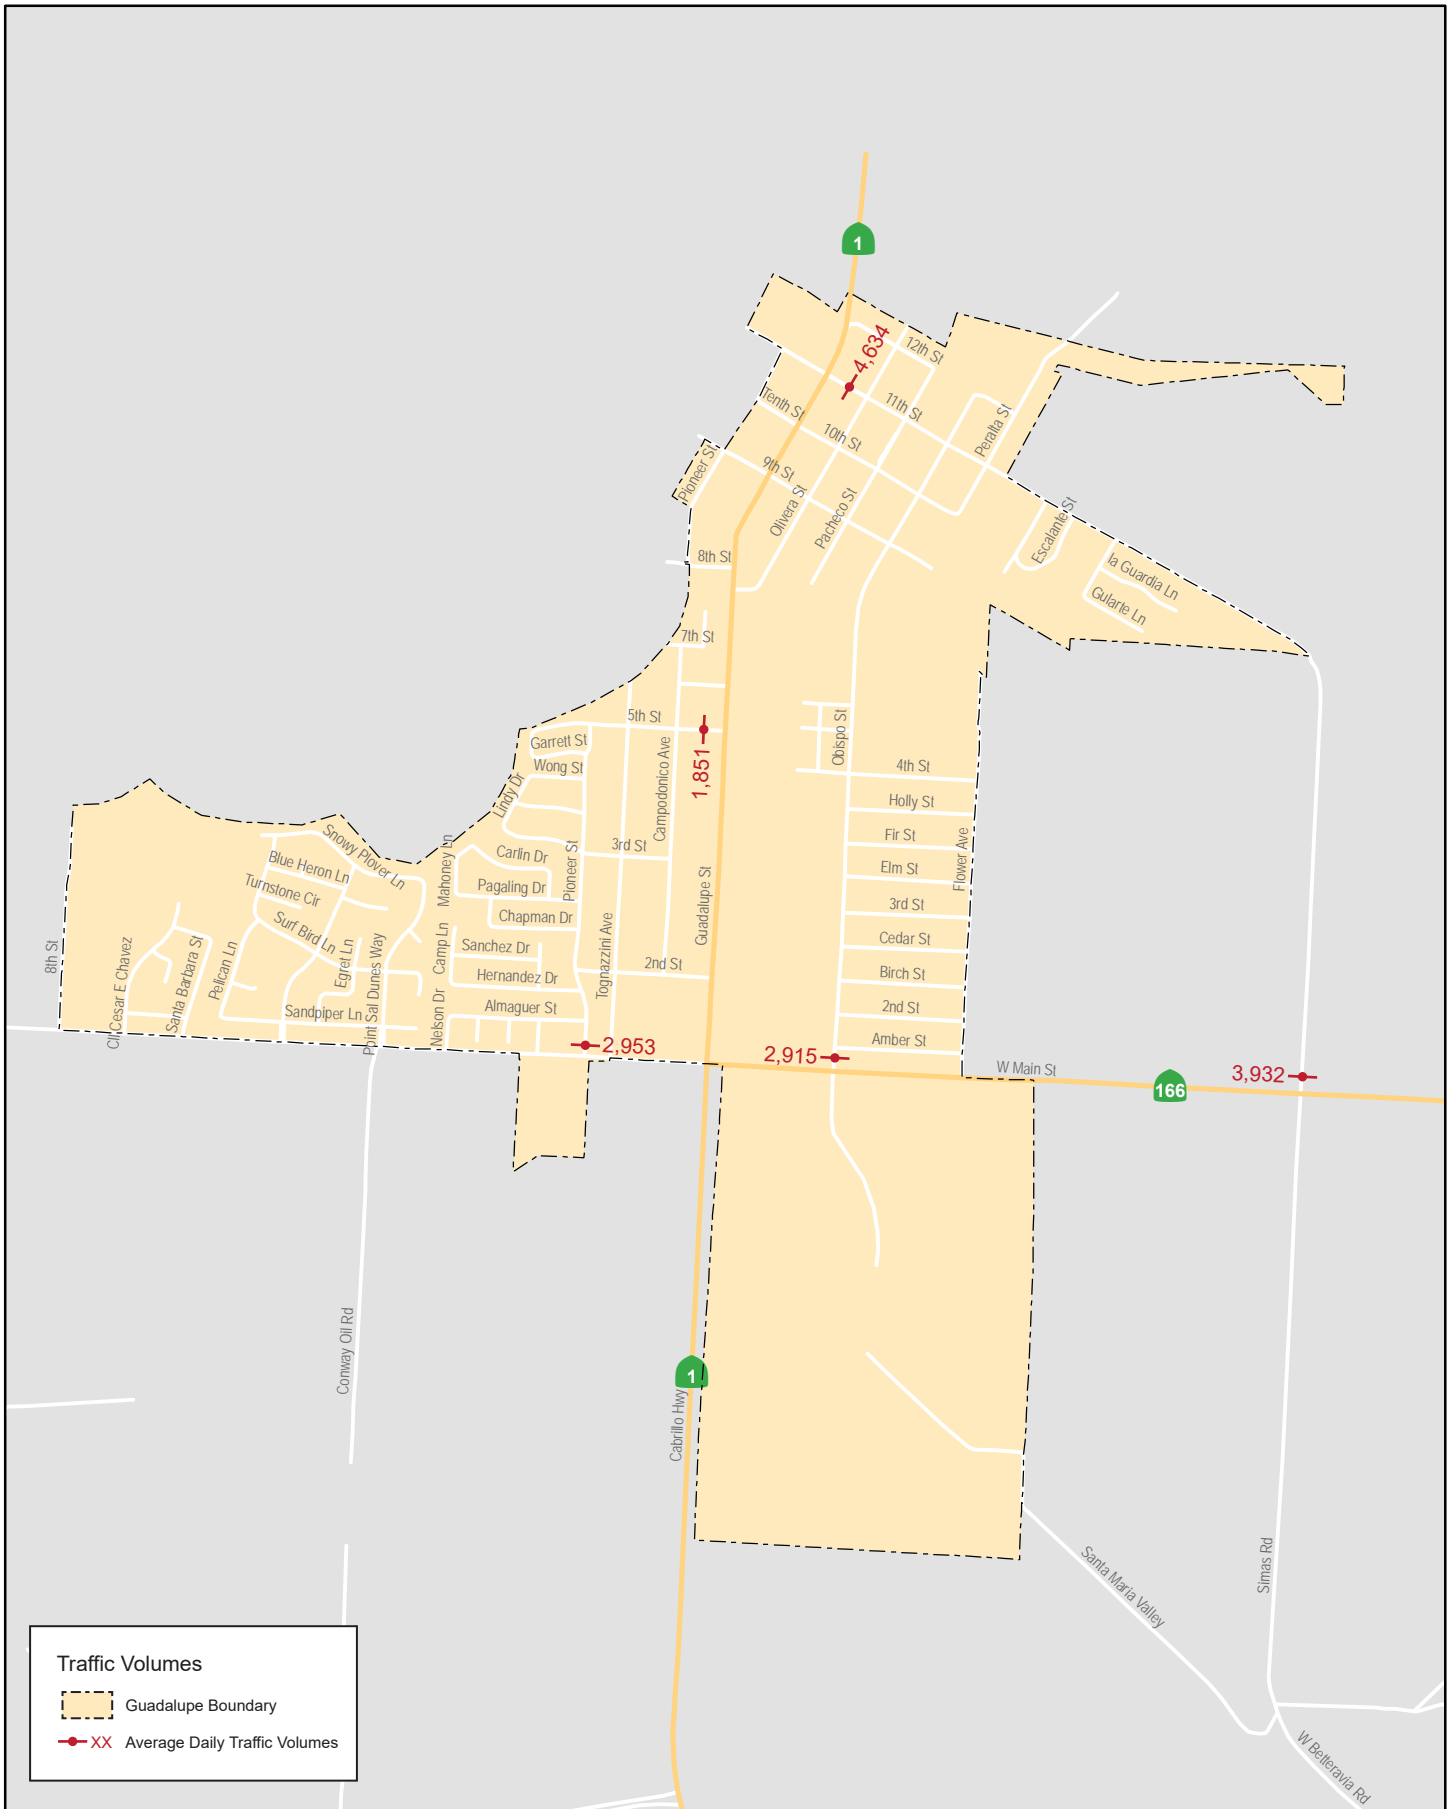 1
4,634
12th St
Tenth St
11th St
10th St
Peralta St
Pioneer St
9th St
Olivera St
Pacheco St
Escalante St
8th St
la Guardia Ln
Gularte Ln
7th St
5th St
Garrett St
Obispo St
Wong St
Campodonico Ave
1,851
4th St
Lindy Dr
Holly St
Snowy Plover Ln
Mahoney Ln
Carlin Dr
Pioneer St
3rd St
Fir St
Flower Ave
Blue Heron Ln
Elm St
Turnstone Cir
Pagaling Dr
Guadalupe St
3rd St
Chapman Dr
Surf Bird Ln
Cedar St
8th St
Cll Cesar E Chavez
Santa Barbara St
Pelican Ln
Egret Ln
Point Sal Dunes Way
Camp Ln
Sanchez Dr
Tognazzini Ave
2nd St
Hernandez Dr
Birch St
Sandpiper Ln
Nelson Dr
Almaguer St
2nd St
Amber St
2,953
2,915
W Main St
166
3,932
Conway Oil Rd
1
Cabrillo Hwy
Santa Maria Valley
Simas Rd
W Betteravia Rd
Traffic Volumes
Guadalupe Boundary
XX Average Daily Traffic Volumes